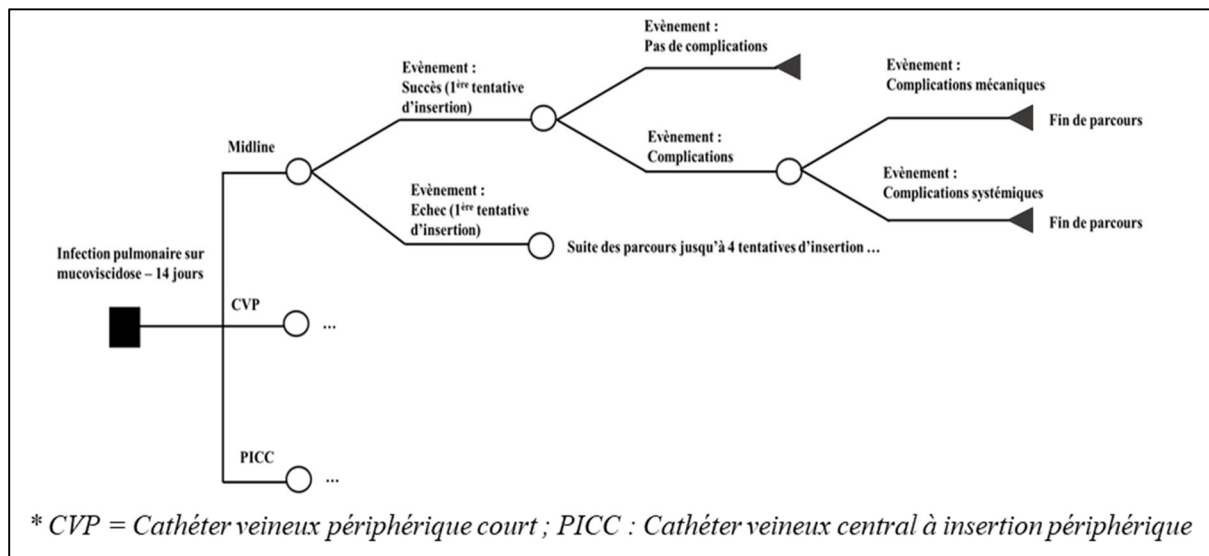 Evènement :
Pas de complications
Evènement :
Succès (1ère tentative
d’insertion)
Evènement :
Complications mécaniques
Fin de parcours
Midline
Evènement :
Complications
Evènement :
Complications systémiques
Fin de parcours
Evènement :
Echec (1ère tentative
d’insertion)
Suite des parcours jusqu’à 4 tentatives d’insertion ...
Infection pulmonaire sur
mucoviscidose – 14 jours
CVP
...
PICC
...
* CVP = Cathéter veineux périphérique court ; PICC : Cathéter veineux central à insertion périphérique